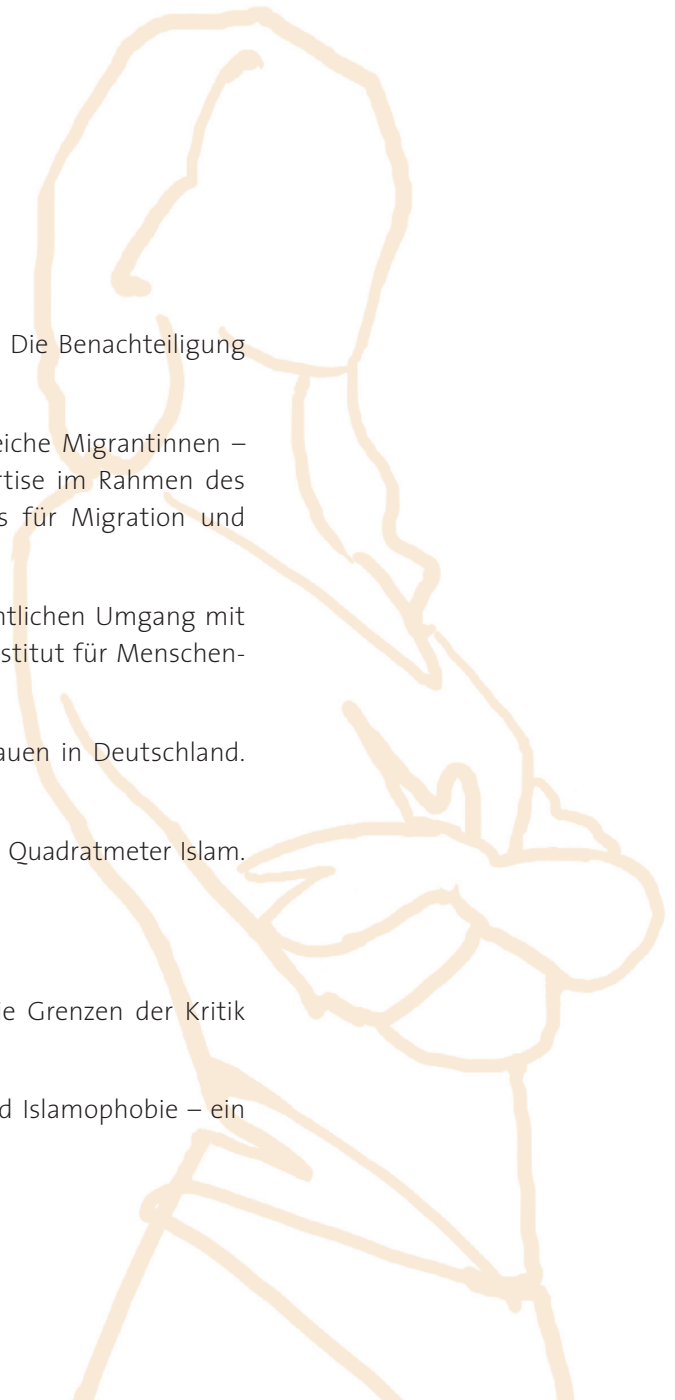 Die Benachteiligung
eiche Migrantinnen –
rtise im Rahmen des
s für Migration und
ntlichen Umgang mit
stitut für Menschen-
auen in Deutschland.
Quadratmeter Islam.
ie Grenzen der Kritik
d Islamophobie – ein